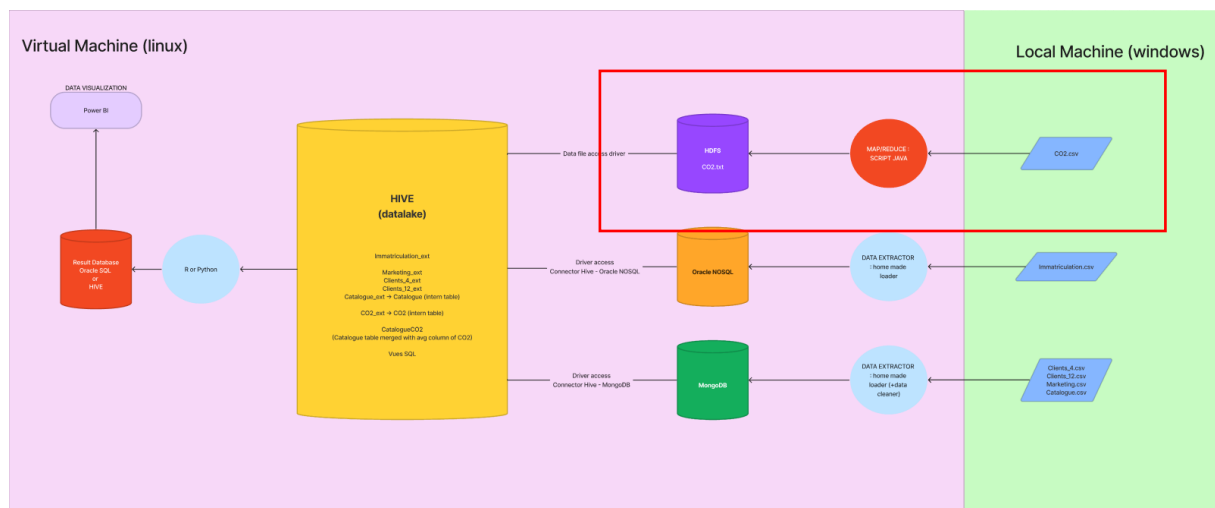 Virtual Machine (linux)
Local Machine (windows)
DATA VISUALIZATION
Power BI
Result Database
Oracle SQL
or
HIVE
R or Python
HIVE
(datalake)
Immatriculation_ext
Marketing_ext
Clients_4_ext
Clients_12_ext
Catalogue_ext → Catalogue (intern table)
CO2_ext → CO2 (intern table)
CatalogueCO2
(Catalogue table merged with avg column of CO2)
Vues SQL
Data file access driver
HDFS
CO2.txt
MAP/REDUCE :
SCRIPT JAVA
CO2.csv
Driver access
Connector Hive - Oracle NOSQL
Oracle NOSQL
DATA EXTRACTOR
: home made
loader
Immatriculation.csv
Driver access
Connector Hive - MongoDB
MongoDB
DATA EXTRACTOR
: home made
loader (+data
cleaner)
Clients_4.csv
Clients_12.csv
Marketing.csv
Catalogue.csv